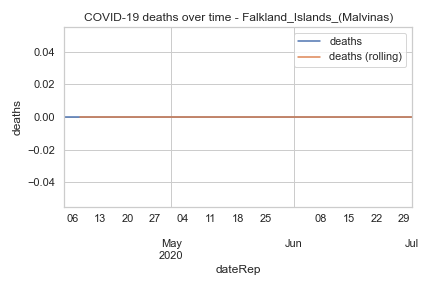 COVID-19 deaths over time - Falkland_Islands_(Malvinas)
deaths
deaths (rolling)
0.04
0.02
0.00
−0.02
−0.04
deaths
06 13 20 27 04 11 18 25 08 15 22 29
May Jun Jul
2020
dateRep